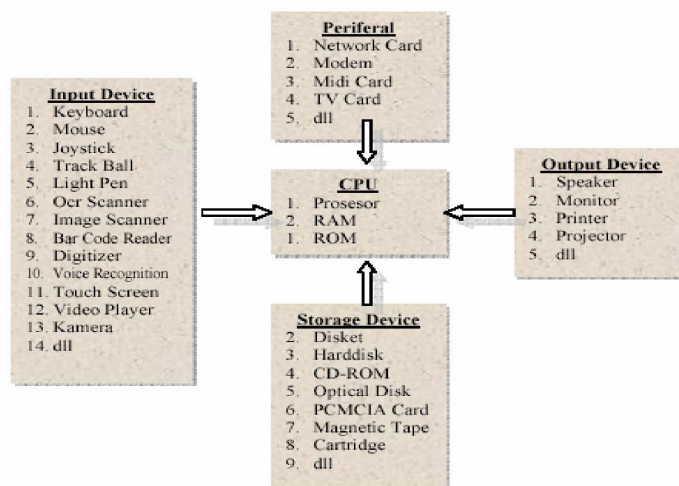 Periferal
1. Network Card
2. Modem
3. Midi Card
4. TV Card
5. dll
Input Device
1. Keyboard
2. Mouse
3. Joystick
4. Track Ball
5. Light Pen
6. Ocr Scanner
7. Image Scanner
8. Bar Code Reader
9. Digitizer
10. Voice Recognition
11. Touch Screen
12. Video Player
13. Kamera
14. dll
CPU
1. Prosesor
2. RAM
1. ROM
Output Device
1. Speaker
2. Monitor
3. Printer
4. Projector
5. dll
Storage Device
2. Disket
3. Harddisk
4. CD-ROM
5. Optical Disk
6. PCMCIA Card
7. Magnetic Tape
8. Cartridge
9. dll